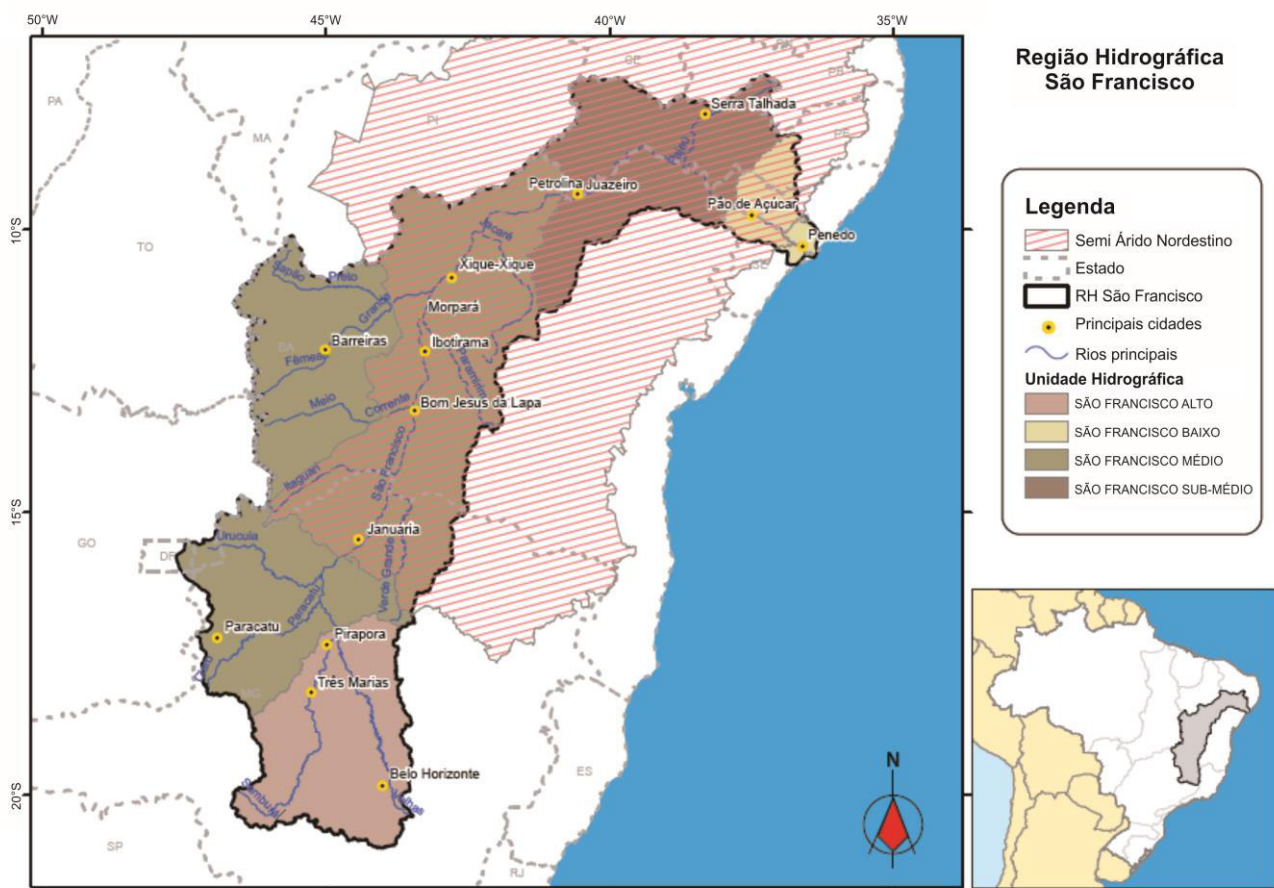 50°W
45°W
40°W
35°W
10°S
15°S
20°S
PA
MA
PI
CE
PB
PE
TO
BA
SE
GO
DF
MG
ES
SP
RJ
Serra Talhada
Pajeú
Petrolina Juazeiro
Pão de Açucar
Penedo
Jacaré
Xique-Xique
Sapão
Preto
Grande
Morpará
Barreiras
Ibotirama
Fêmeas
Paramirim
Meio
Corrente
Bom Jesus da Lapa
São Francisco
Itaguari
Januária
Urucuia
Verde Grande
Paracatu
Paracatu
Pirapora
Três Marias
Belo Horizonte
Velhas
N
Região Hidrográfica
São Francisco
Legenda
Semi Árido Nordestino
Estado
RH São Francisco
Principais cidades
Rios principais
Unidade Hidrográfica
SÃO FRANCISCO ALTO
SÃO FRANCISCO BAIXO
SÃO FRANCISCO MÉDIO
SÃO FRANCISCO SUB-MÉDIO